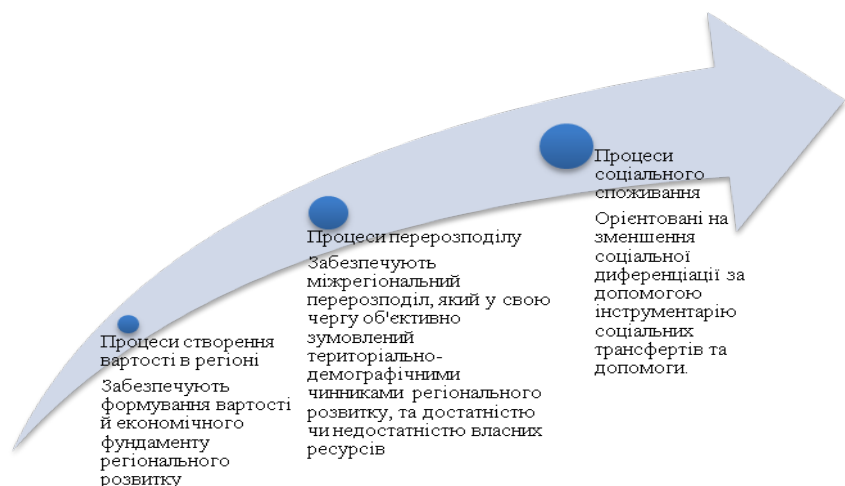 Процеси створення
вартості в регіоні
Забезпечують
формування вартості
й економічного
фундаменту
регіонального
розвитку
Процеси перерозподілу
Забезпечують
міжрегіональний
перерозподіл, який у свою
чергу об'єктивно
зумовлений
територіально-
демографічними
чинниками регіонального
розвитку, та достатністю
чи недостатністю власних
ресурсів
Процеси
соціального
споживання
Орієнтовані на
зменшення
соціальної
диференціації за
допомогою
інструментарію
соціальних
трансфертів та
допомоги.